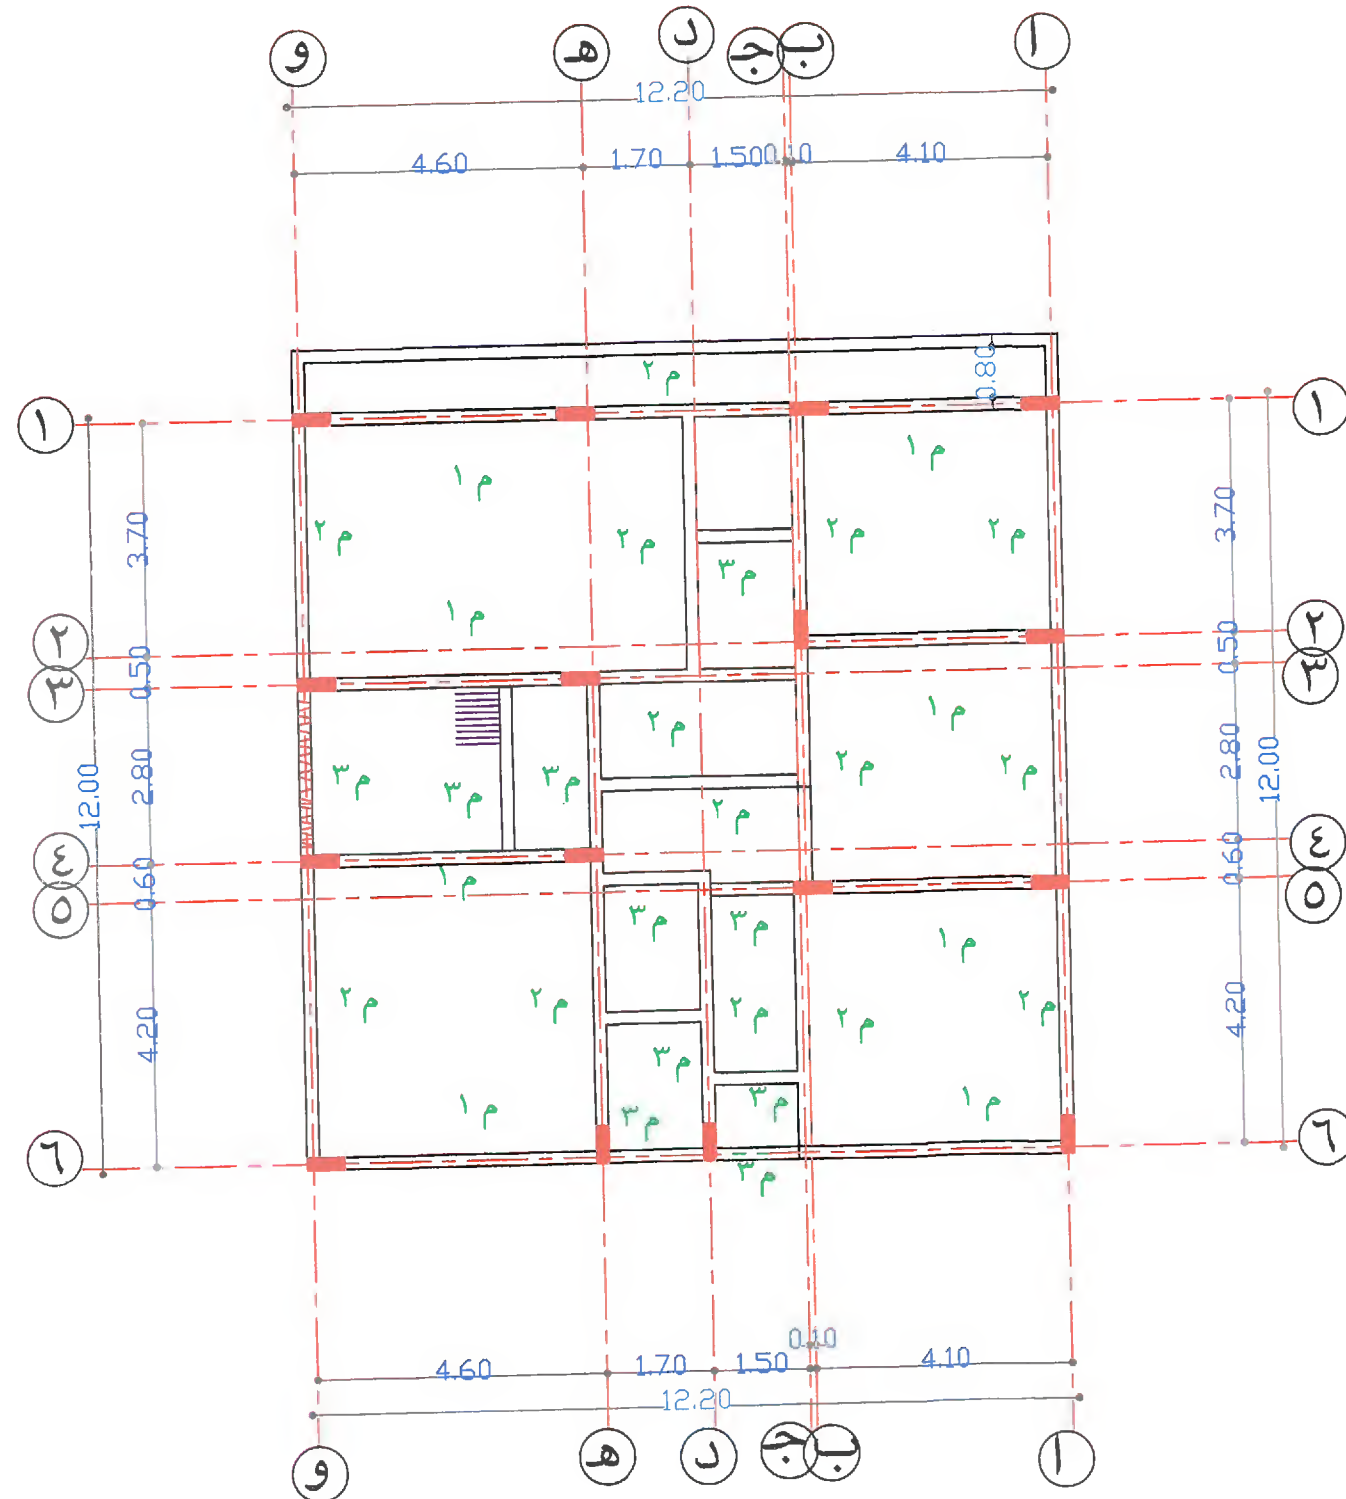 و ه د ج ب أ
12.20
4.60 1.70 1.50 0.10 4.10
0.80
م ٢
١ ١
م ١ م ١
3.70 3.70
م ٢ م ٢ م ٢ م ٢
م ٣
م ١
٢ ٢
0.50 0.50
٣ ٣
م ٢ م ١
2.80 2.80
م ٣ م ٣ م ٣ م ٢ م ٢
12.00 12.00
م ٢
٤ ٤
م ١
0.60 0.60
٥ ٥
م ٣ م ٣ م ١
م ٢ م ٢ م ٢ م ٢ م ٢
4.20 4.20
م ٣
م ١ م ٣ م ١
م ٣
٦ ٦
م ٣
0.10
4.60 1.70 1.50 4.10
12.20
و ه د ج ب أ